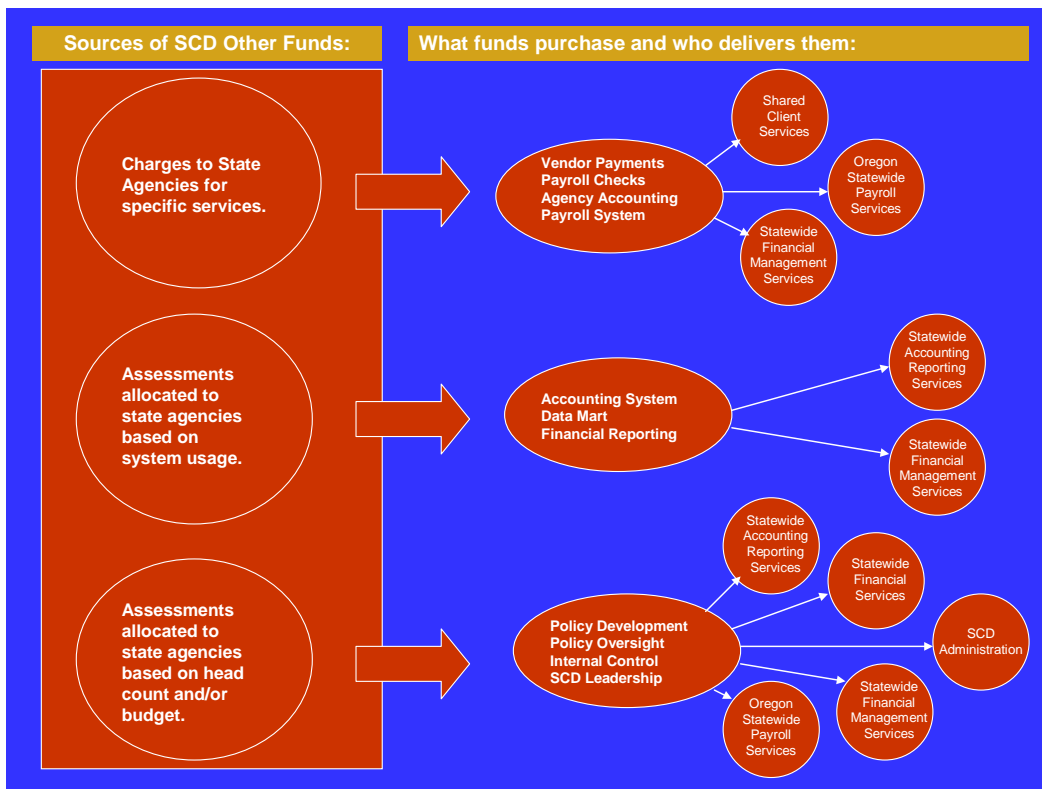 Sources of SCD Other Funds:
What funds purchase and who delivers them:
Charges to State
Agencies for
specific services.
Vendor Payments
Payroll Checks
Agency Accounting
Payroll System
Shared
Client
Services
Oregon
Statewide
Payroll
Services
Statewide
Financial
Management
Services
Assessments
allocated to
state agencies
based on
system usage.
Accounting System
Data Mart
Financial Reporting
Statewide
Accounting
Reporting
Services
Statewide
Financial
Management
Services
Assessments
allocated to
state agencies
based on head
count and/or
budget.
Policy Development
Policy Oversight
Internal Control
SCD Leadership
Statewide
Accounting
Reporting
Services
Statewide
Financial
Services
SCD
Administration
Statewide
Financial
Management
Services
Oregon
Statewide
Payroll
Services